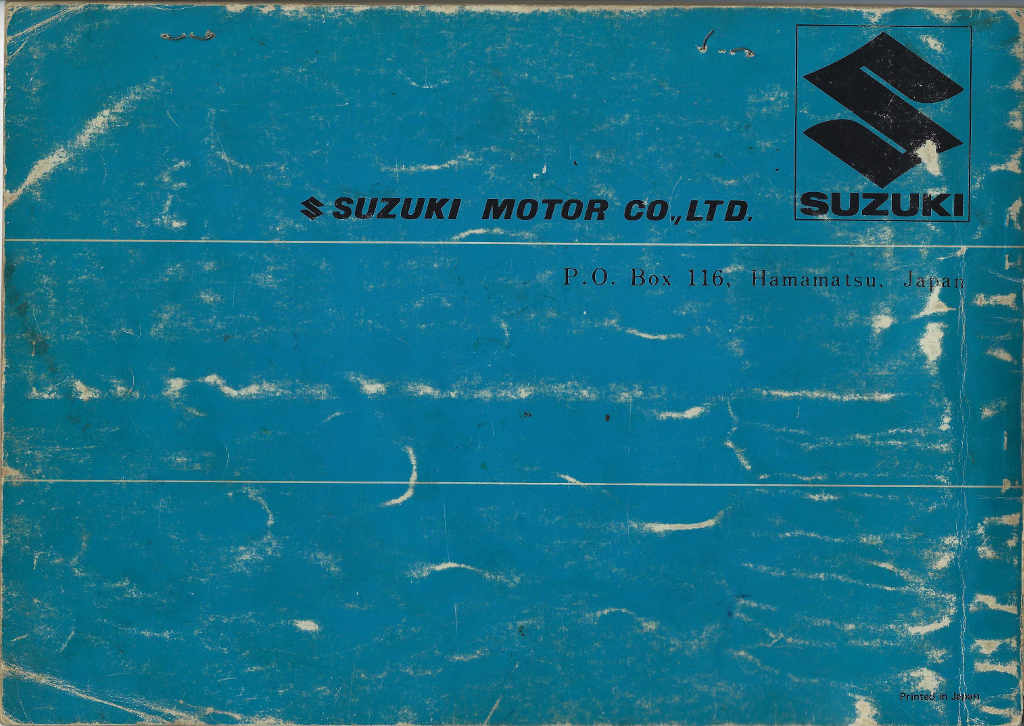 SUZUKI
SUZUKI MOTOR CO.,LTD.
P.O. Box 116, Hamamatsu, Japan
Printed in Japan